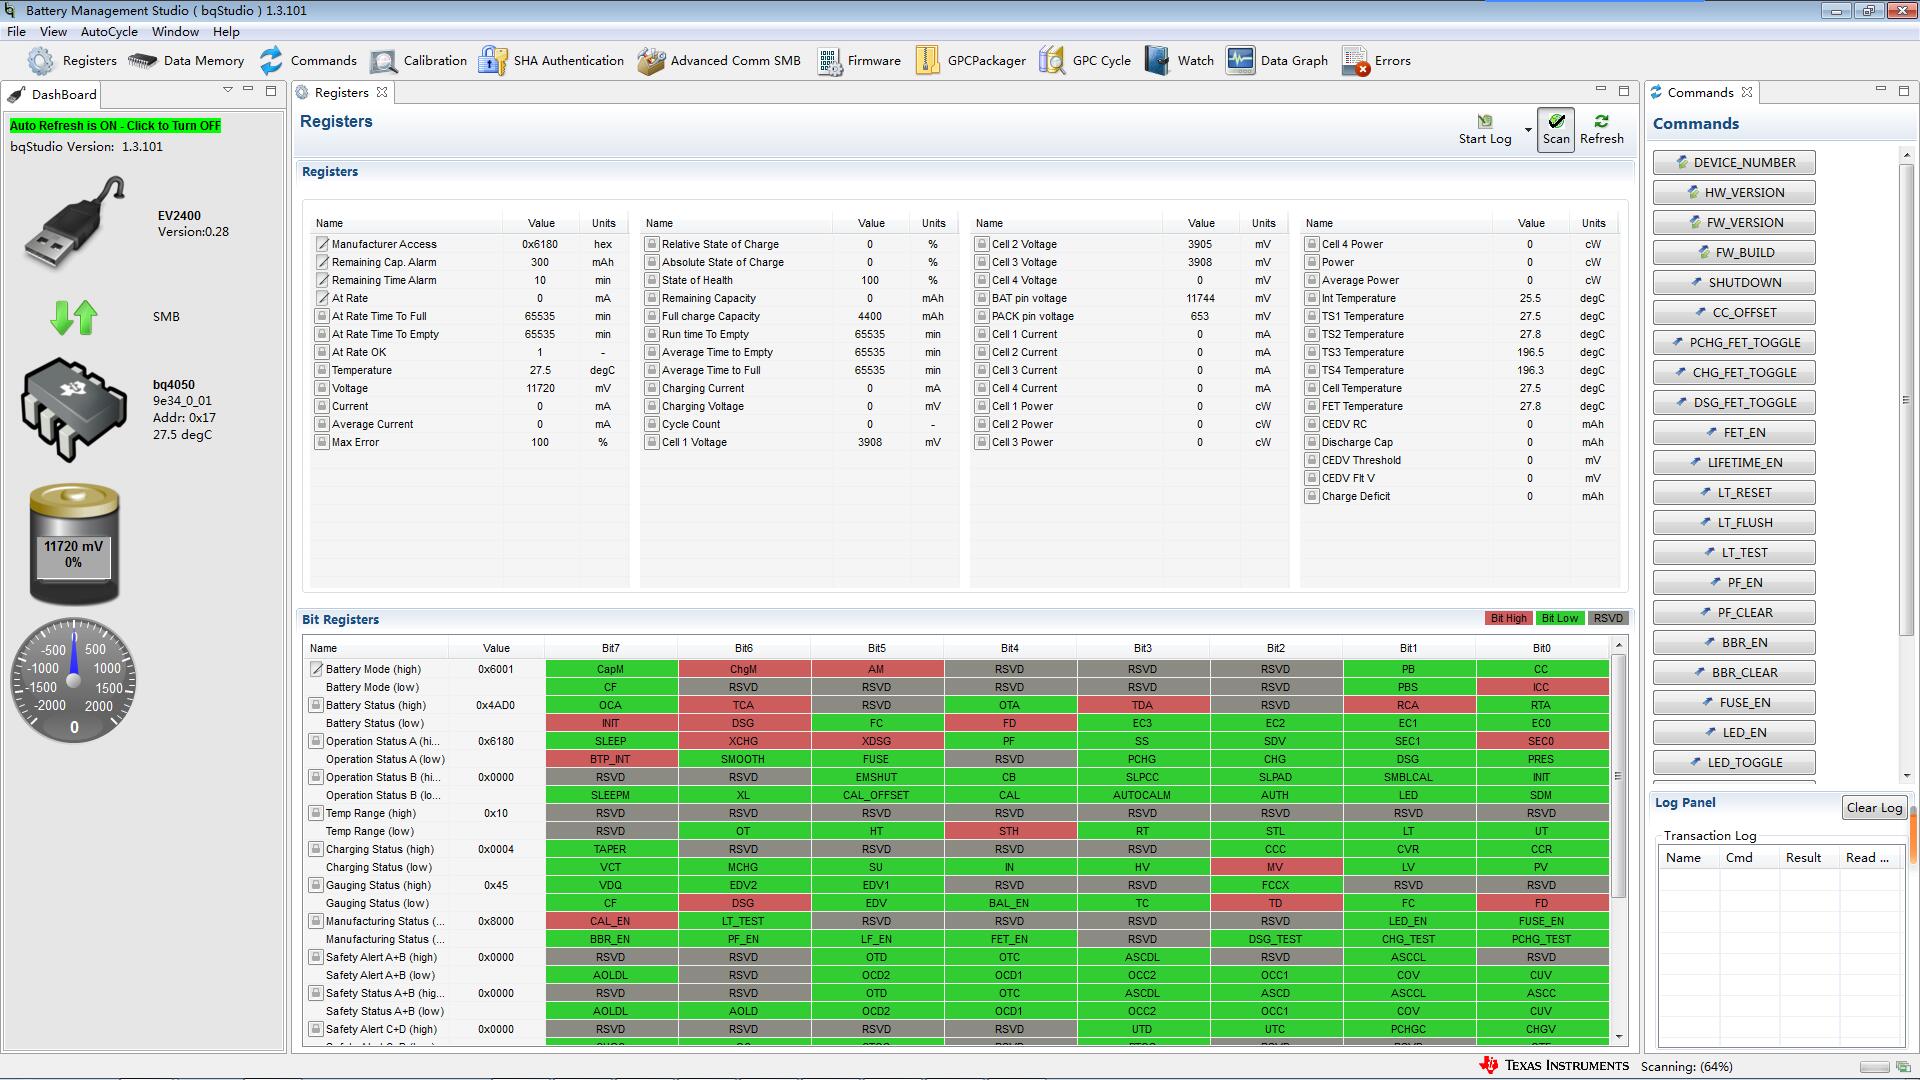 Battery Management Studio ( bqStudio ) 1.3.101
File View AutoCycle Window Help
Registers Data Memory Commands Calibration SHA Authentication Advanced Comm SMB Firmware GPCPackager GPC Cycle Watch Data Graph Errors
DashBoard
Auto Refresh is ON - Click to Turn OFF
bqStudio Version: 1.3.101
EV2400
Version:0.28
SMB
bq4050
9e34_0_01
Addr: 0x17
27.5 degC
11720 mV
0%
0
-500 500
-1000 1000
-1500 1500
-2000 2000
0
Registers
Registers
Start Log Scan Refresh
Registers
Name Value Units Name Value Units Name Value Units Name Value Units
Manufacturer Access 0x6180 hex Relative State of Charge 0 % Cell 2 Voltage 3905 mV Cell 4 Power 0 cW
Remaining Cap. Alarm 300 mAh Absolute State of Charge 0 % Cell 3 Voltage 3908 mV Power 0 cW
Remaining Time Alarm 10 min State of Health 100 % Cell 4 Voltage 0 mV Average Power 0 cW
At Rate 0 mA Remaining Capacity 0 mAh BAT pin voltage 11744 mV Int Temperature 25.5 degC
At Rate Time To Full 65535 min Full charge Capacity 4400 mAh PACK pin voltage 653 mV TS1 Temperature 27.5 degC
At Rate Time To Empty 65535 min Run time To Empty 65535 min Cell 1 Current 0 mA TS2 Temperature 27.8 degC
At Rate OK 1 - Average Time to Empty 65535 min Cell 2 Current 0 mA TS3 Temperature 196.5 degC
Temperature 27.5 degC Average Time to Full 65535 min Cell 3 Current 0 mA TS4 Temperature 196.3 degC
Voltage 11720 mV Charging Current 0 mA Cell 4 Current 0 mA Cell Temperature 27.5 degC
Current 0 mA Charging Voltage 0 mV Cell 1 Power 0 cW FET Temperature 27.8 degC
Average Current 0 mA Cycle Count 0 - Cell 2 Power 0 cW CEDV RC 0 mAh
Max Error 100 % Cell 1 Voltage 3908 mV Cell 3 Power 0 cW Discharge Cap 0 mAh
CEDV Threshold 0 mV
CEDV Flt V 0 mV
Charge Deficit 0 mAh
Bit Registers Bit High Bit Low RSVD
Name Value Bit7 Bit6 Bit5 Bit4 Bit3 Bit2 Bit1 Bit0
Battery Mode (high) 0x6001 CapM ChgM AM RSVD RSVD RSVD PB CC
Battery Mode (low) CF RSVD RSVD RSVD RSVD RSVD PBS ICC
Battery Status (high) 0x4AD0 OCA TCA RSVD OTA TDA RSVD RCA RTA
Battery Status (low) INIT DSG FC FD EC3 EC2 EC1 EC0
Operation Status A (hi... 0x6180 SLEEP XCHG XDSG PF SS SDV SEC1 SEC0
Operation Status A (low) BTP_INT SMOOTH FUSE RSVD PCHG CHG DSG PRES
Operation Status B (hi... 0x0000 RSVD RSVD EMSHUT CB SLPCC SLPAD SMBLCAL INIT
Operation Status B (lo... SLEEPM XL CAL_OFFSET CAL AUTOCALM AUTH LED SDM
Temp Range (high) 0x10 RSVD RSVD RSVD RSVD RSVD RSVD RSVD RSVD
Temp Range (low) RSVD OT HT STH RT STL LT UT
Charging Status (high) 0x0004 TAPER RSVD RSVD RSVD RSVD CCC CVR CCR
Charging Status (low) VCT MCHG SU IN HV MV LV PV
Gauging Status (high) 0x45 VDQ EDV2 EDV1 RSVD RSVD FCCX RSVD RSVD
Gauging Status (low) CF DSG EDV BAL_EN TC TD FC FD
Manufacturing Status (... 0x8000 CAL_EN LT_TEST RSVD RSVD RSVD RSVD LED_EN FUSE_EN
Manufacturing Status (... BBR_EN PF_EN LF_EN FET_EN RSVD DSG_TEST CHG_TEST PCHG_TEST
Safety Alert A+B (high) 0x0000 RSVD RSVD OTD OTC ASCDL RSVD ASCCL RSVD
Safety Alert A+B (low) AOLDL RSVD OCD2 OCD1 OCC2 OCC1 COV CUV
Safety Status A+B (hig... 0x0000 RSVD RSVD OTD OTC ASCDL ASCD ASCCL ASCC
Safety Status A+B (low) AOLDL AOLD OCD2 OCD1 OCC2 OCC1 COV CUV
Safety Alert C+D (high) 0x0000 RSVD RSVD RSVD RSVD UTD UTC PCHGC CHGV
Commands
Commands
DEVICE_NUMBER
HW_VERSION
FW_VERSION
FW_BUILD
SHUTDOWN
CC_OFFSET
PCHG_FET_TOGGLE
CHG_FET_TOGGLE
DSG_FET_TOGGLE
FET_EN
LIFETIME_EN
LT_RESET
LT_FLUSH
LT_TEST
PF_EN
PF_CLEAR
BBR_EN
BBR_CLEAR
FUSE_EN
LED_EN
LED_TOGGLE
Log Panel Clear Log
Transaction Log
Name Cmd Result Read ...
TEXAS INSTRUMENTS Scanning: (64%)